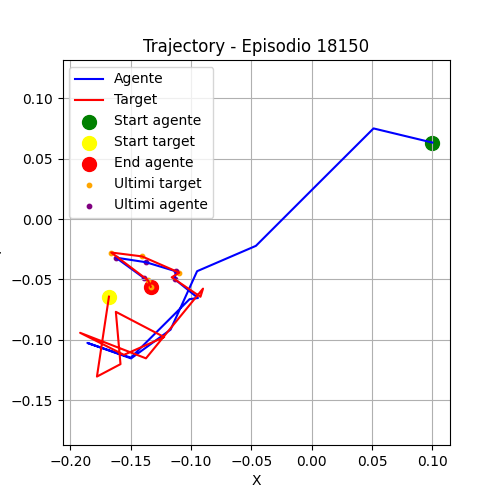 Trajectory - Episodio 18150
Agente
Target
Start agente
Start target
End agente
Ultimi target
Ultimi agente
0.10
0.05
0.00
−0.05
−0.10
−0.15
−0.20
−0.15
−0.10
−0.05
0.00
0.05
0.10
X